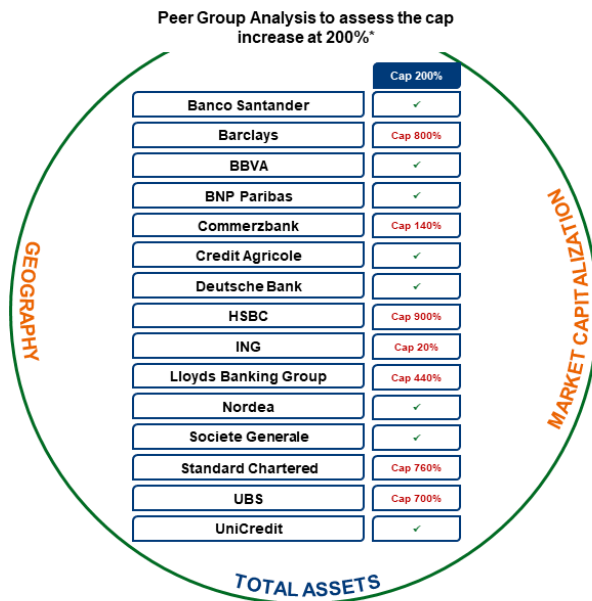 Peer Group Analysis to assess the cap
increase at 200%*
Cap 200%
Banco Santander ✓
Barclays Cap 800%
BBVA ✓
BNP Paribas ✓
Commerzbank Cap 140%
Credit Agricole ✓
Deutsche Bank ✓
HSBC Cap 900%
ING Cap 20%
Lloyds Banking Group Cap 440%
Nordea ✓
Societe Generale ✓
Standard Chartered Cap 760%
UBS Cap 700%
UniCredit ✓
GEOGRAPHY
MARKET CAPITALIZATION
TOTAL ASSETS